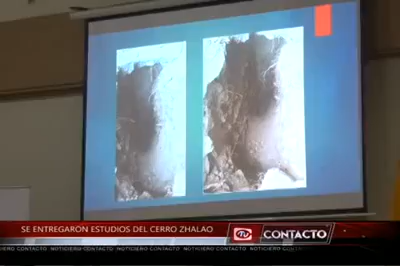 SE ENTREGARON ESTUDIOS DEL CERRO ZHALAO
TV CONTACTO
NOTICIERO CONTACTO NOTICIERO CONTACTO NOTICIERO CONTACTO NOTICIERO CONTACTO